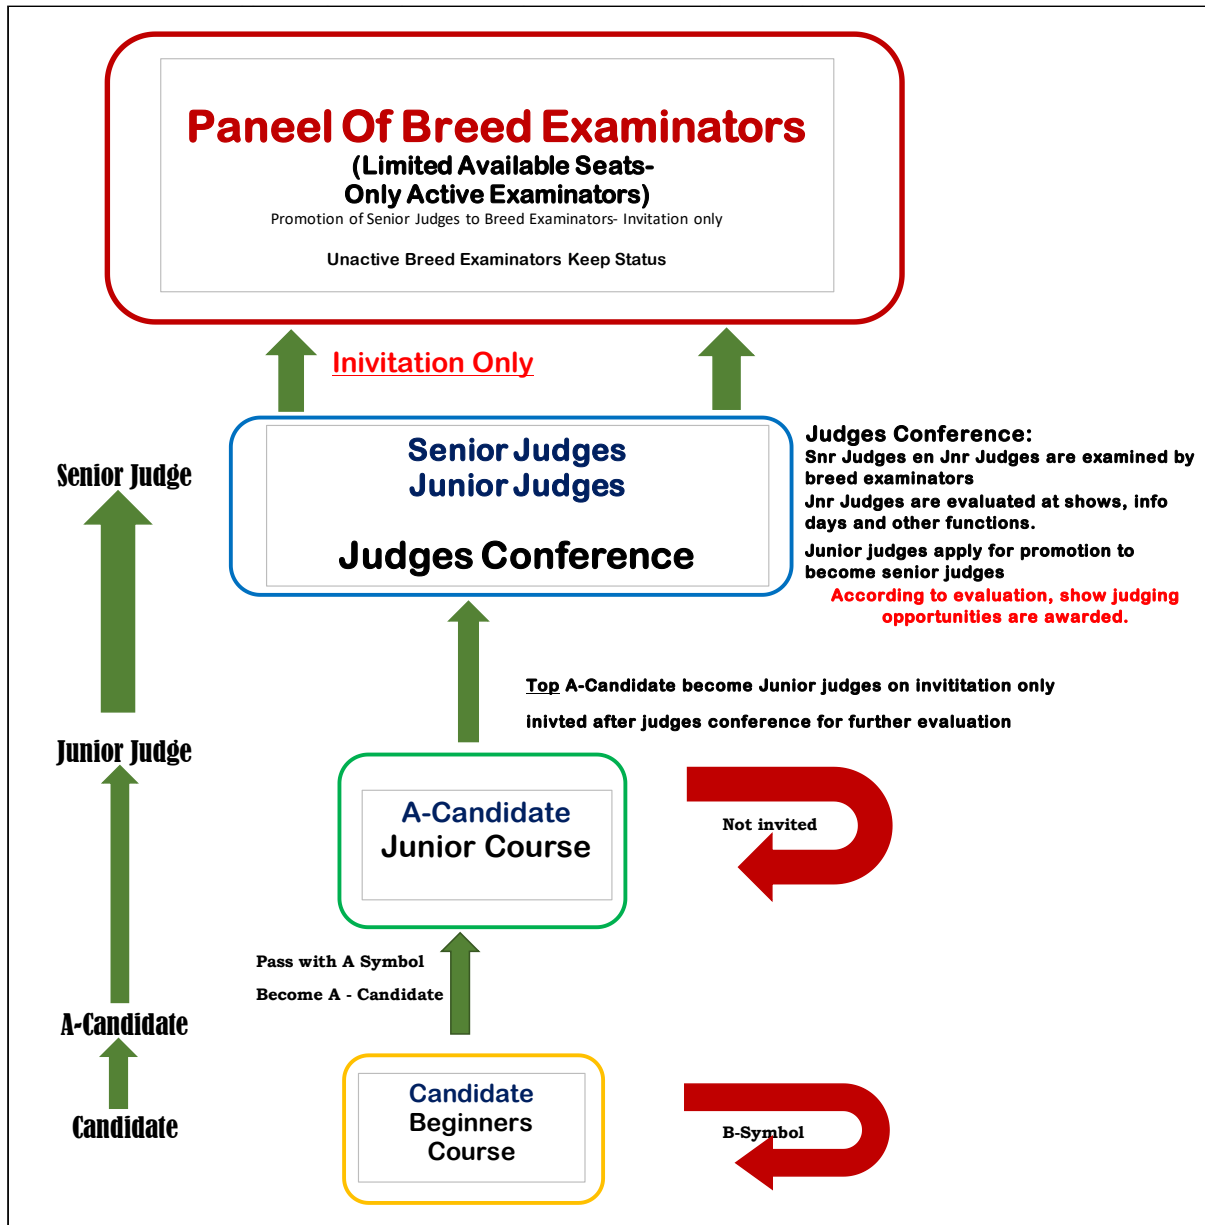 Paneel Of Breed Examinators
(Limited Available Seats-
Only Active Examinators)
Promotion of Senior Judges to Breed Examinators- Invitation only
Unactive Breed Examinators Keep Status
Inivitation Only
Senior Judges
Junior Judges
Judges Conference
Judges Conference:
Snr Judges en Jnr Judges are examined by
breed examinators
Jnr Judges are evaluated at shows, info
days and other functions.
Junior judges apply for promotion to
become senior judges
According to evaluation, show judging
opportunities are awarded.
Senior Judge
Top A-Candidate become Junior judges on invititation only
inivted after judges conference for further evaluation
Junior Judge
A-Candidate
Junior Course
Not invited
Pass with A Symbol
Become A - Candidate
A-Candidate
Candidate
Beginners
Course
B-Symbol
Candidate